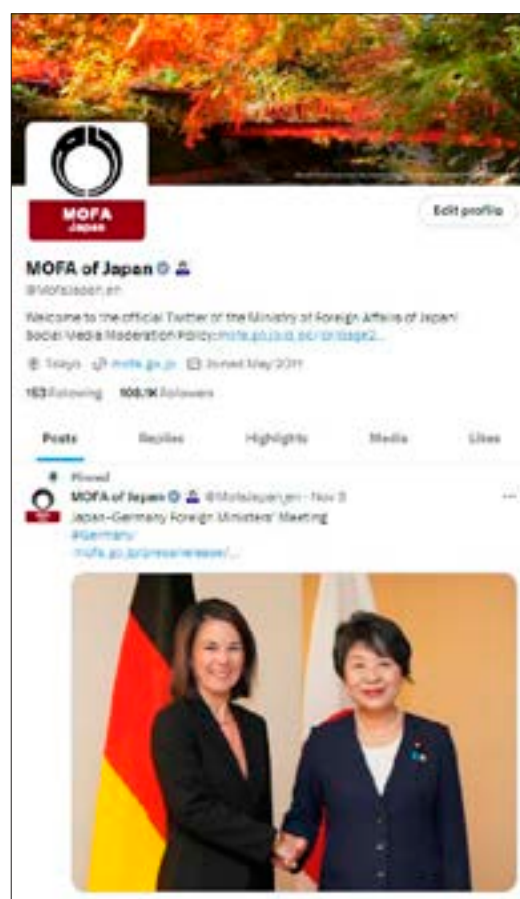 MOFA
Japan
Edit profile
MOFA of Japan
@MofaJapan_en
Welcome to the official Twitter of the Ministry of Foreign Affairs of Japan!
Social Media Moderation Policy:
Tokyo mofa.go.jp Joined May 2011
153 Following 108.1K Followers
Posts Replies Highlights Media Likes
Pinned
MOFA of Japan @MofaJapan_en · Nov 3
Japan-Germany Foreign Ministers' Meeting
#Germany
mofa.go.jp/press/release/...